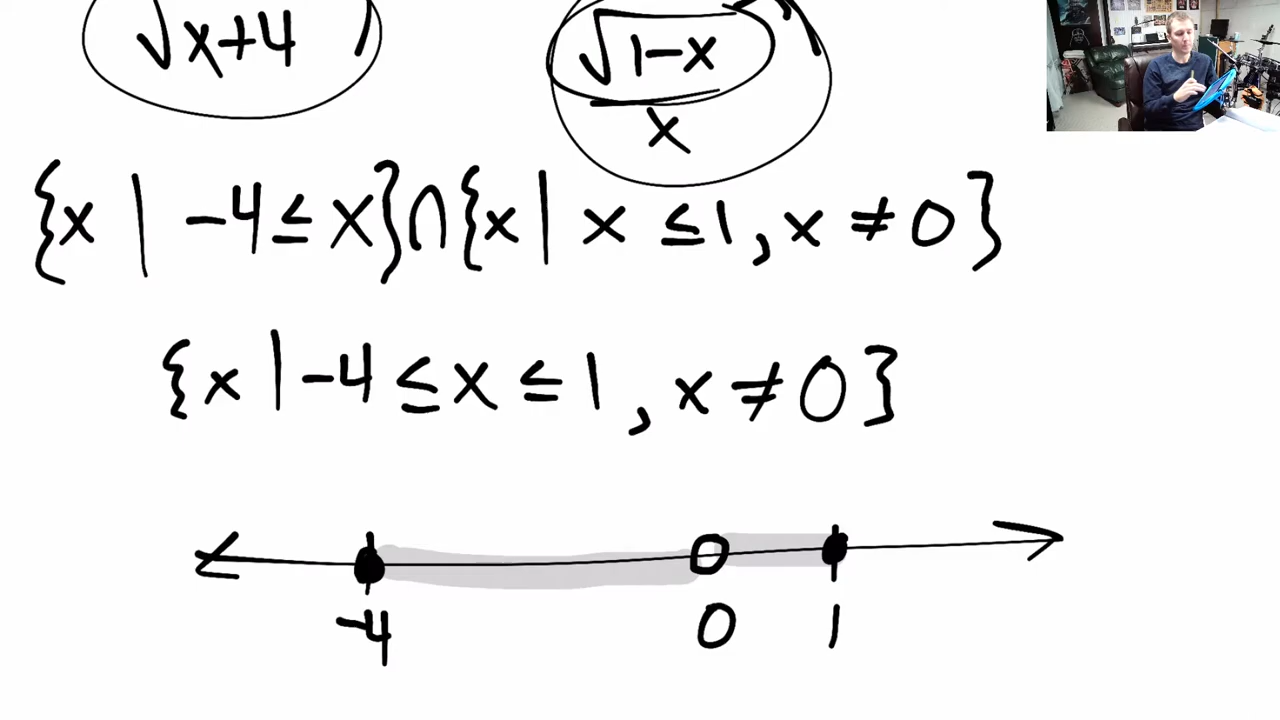 √x+4 √1-x
x
{x | -4 ≤ x} ∩ {x | x ≤ 1, x ≠ 0}
{x | -4 ≤ x ≤ 1, x ≠ 0}
-4 0 1